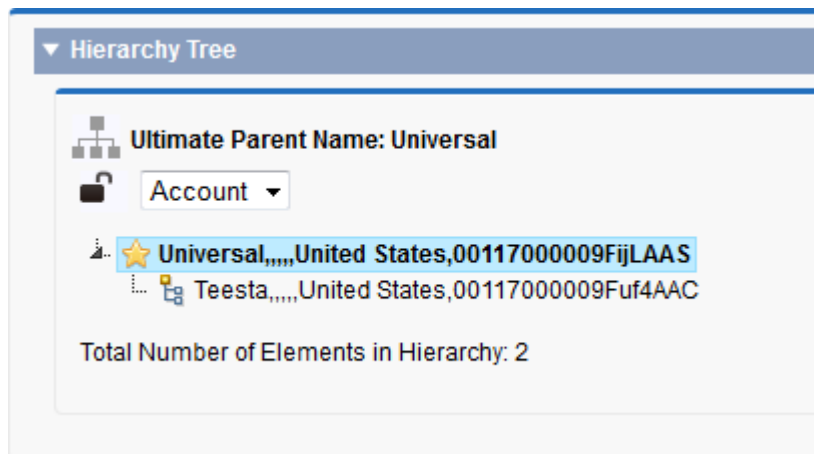 Hierarchy Tree
Ultimate Parent Name: Universal
Account
Universal,,,,,United States,00117000009FijLAAS
Teesta,,,,,United States,00117000009Fuf4AAC
Total Number of Elements in Hierarchy: 2